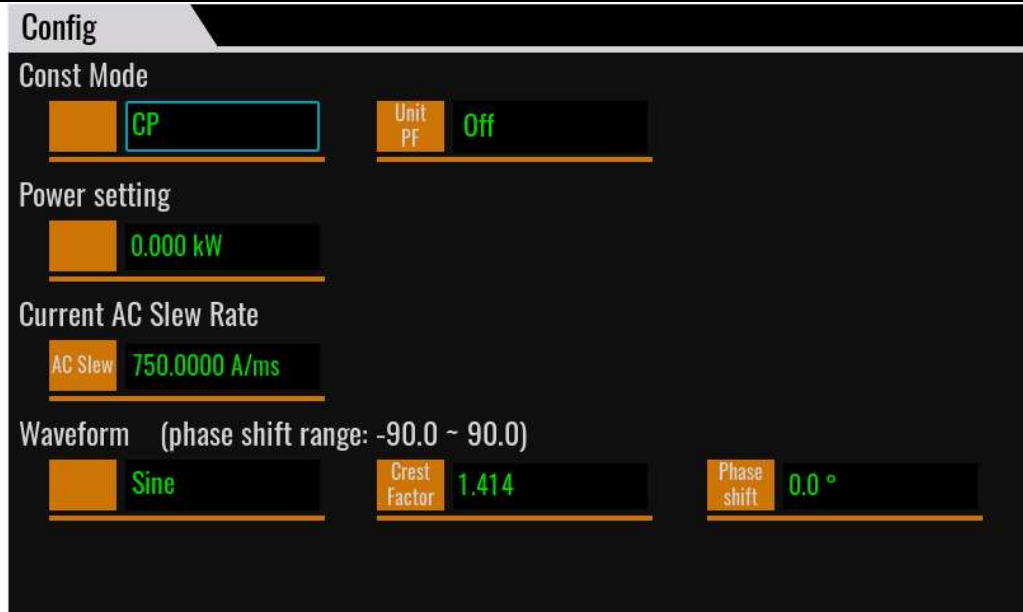 Config
Const Mode
CP
Unit PF
Off
Power setting
0.000 kW
Current AC Slew Rate
AC Slew
750.0000 A/ms
Waveform (phase shift range: -90.0 ~ 90.0)
Sine
Crest Factor
1.414
Phase shift
0.0 °